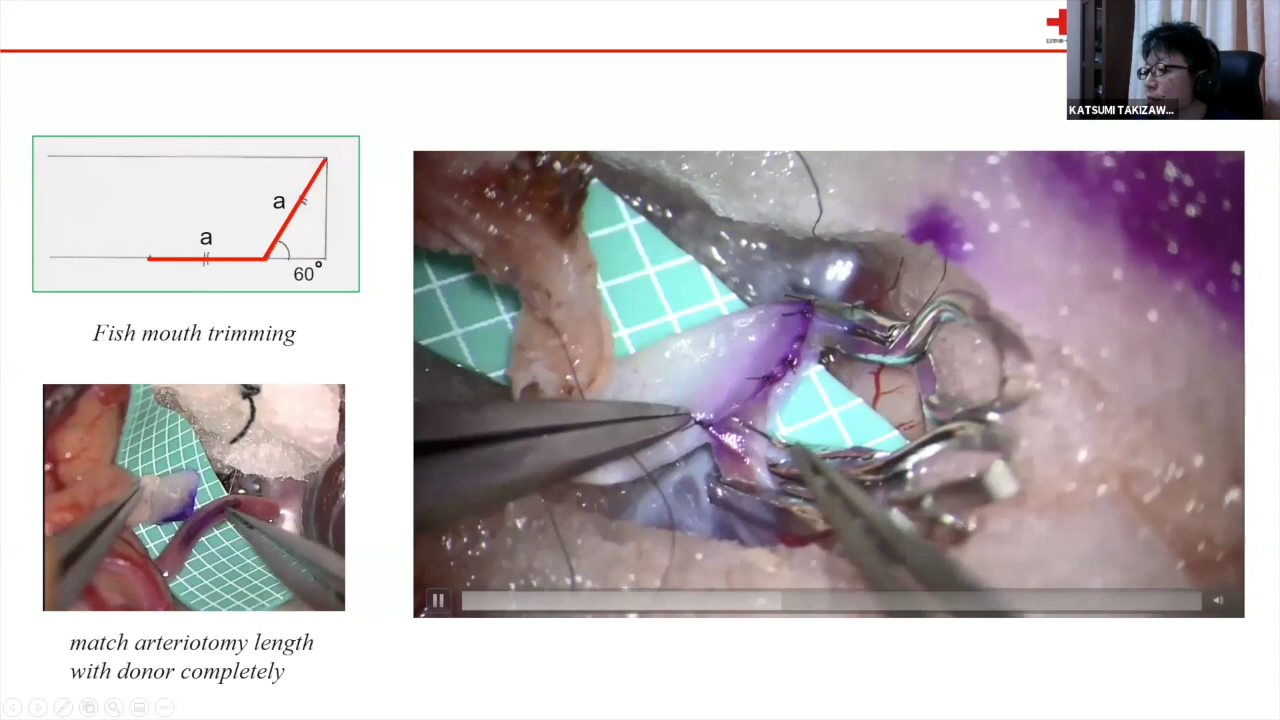 KATSUMI TAKIZAW...
a
a
60°
Fish mouth trimming
match arteriotomy length
with donor completely